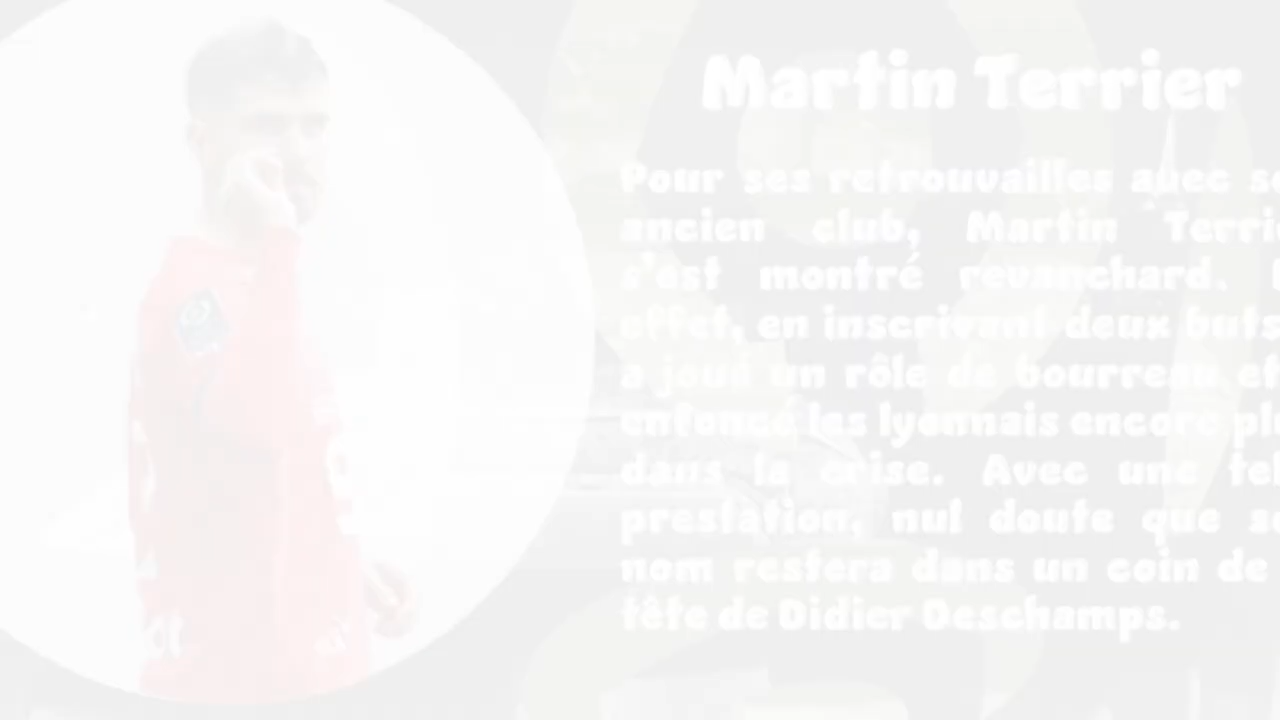 Martin Terrier
Pour ses retrouvailles avec
ancien club, Martin
s'est montré revanchard.
effet, en inscrivant deux buts
a joué un rôle de bourreau et
enfoncé les lyonnais encore
dans la crise. Avec une
prestation, nul doute que
nom restera dans un coin de
tête de Didier Deschamps.